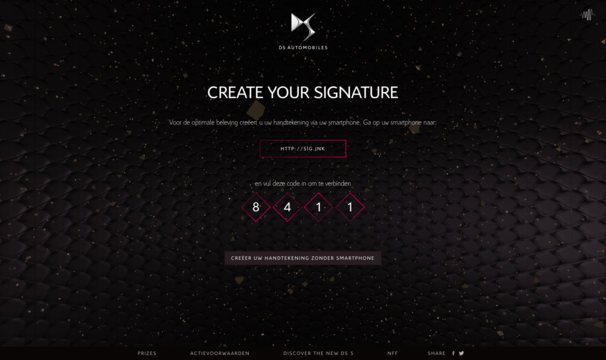 DS AUTOMOBILES
CREATE YOUR SIGNATURE
Voor de optimale beleving creëert u uw handtekening via uw smartphone. Ga op uw smartphone naar:
HTTP://SIG.JNK
en vul deze code in om te verbinden
8 4 1 1
CREËER UW HANDTEKENING ZONDER SMARTPHONE
PRIZES ACTIEVOORWAARDEN DISCOVER THE NEW DS 5 NFF SHARE